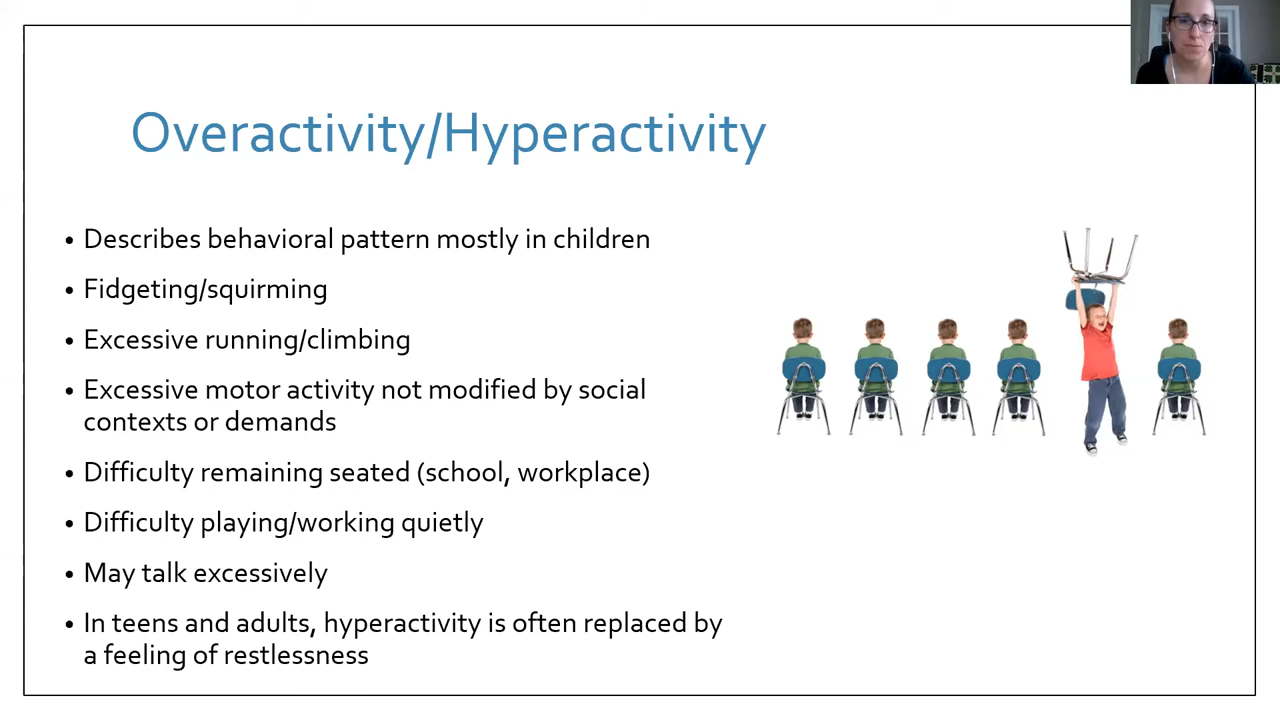 Overactivity/Hyperactivity
• Describes behavioral pattern mostly in children
• Fidgeting/squirming
• Excessive running/climbing
• Excessive motor activity not modified by social
contexts or demands
• Difficulty remaining seated (school, workplace)
• Difficulty playing/working quietly
• May talk excessively
• In teens and adults, hyperactivity is often replaced by
a feeling of restlessness